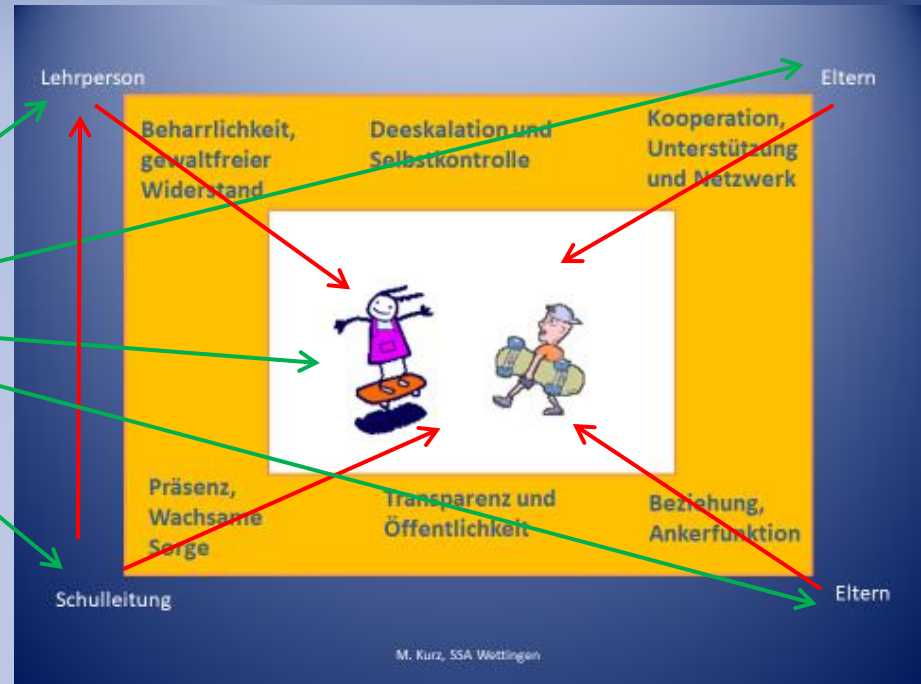 Lehrperson
Eltern
Beharrlichkeit,
gewaltfreier
Widerstand
Deeskalation und
Selbstkontrolle
Kooperation,
Unterstützung
und Netzwerk
Präsenz,
Wachsame
Sorge
Transparenz und
Öffentlichkeit
Beziehung,
Ankerfunktion
Schulleitung
Eltern
M. Kurz, SSA Wettingen